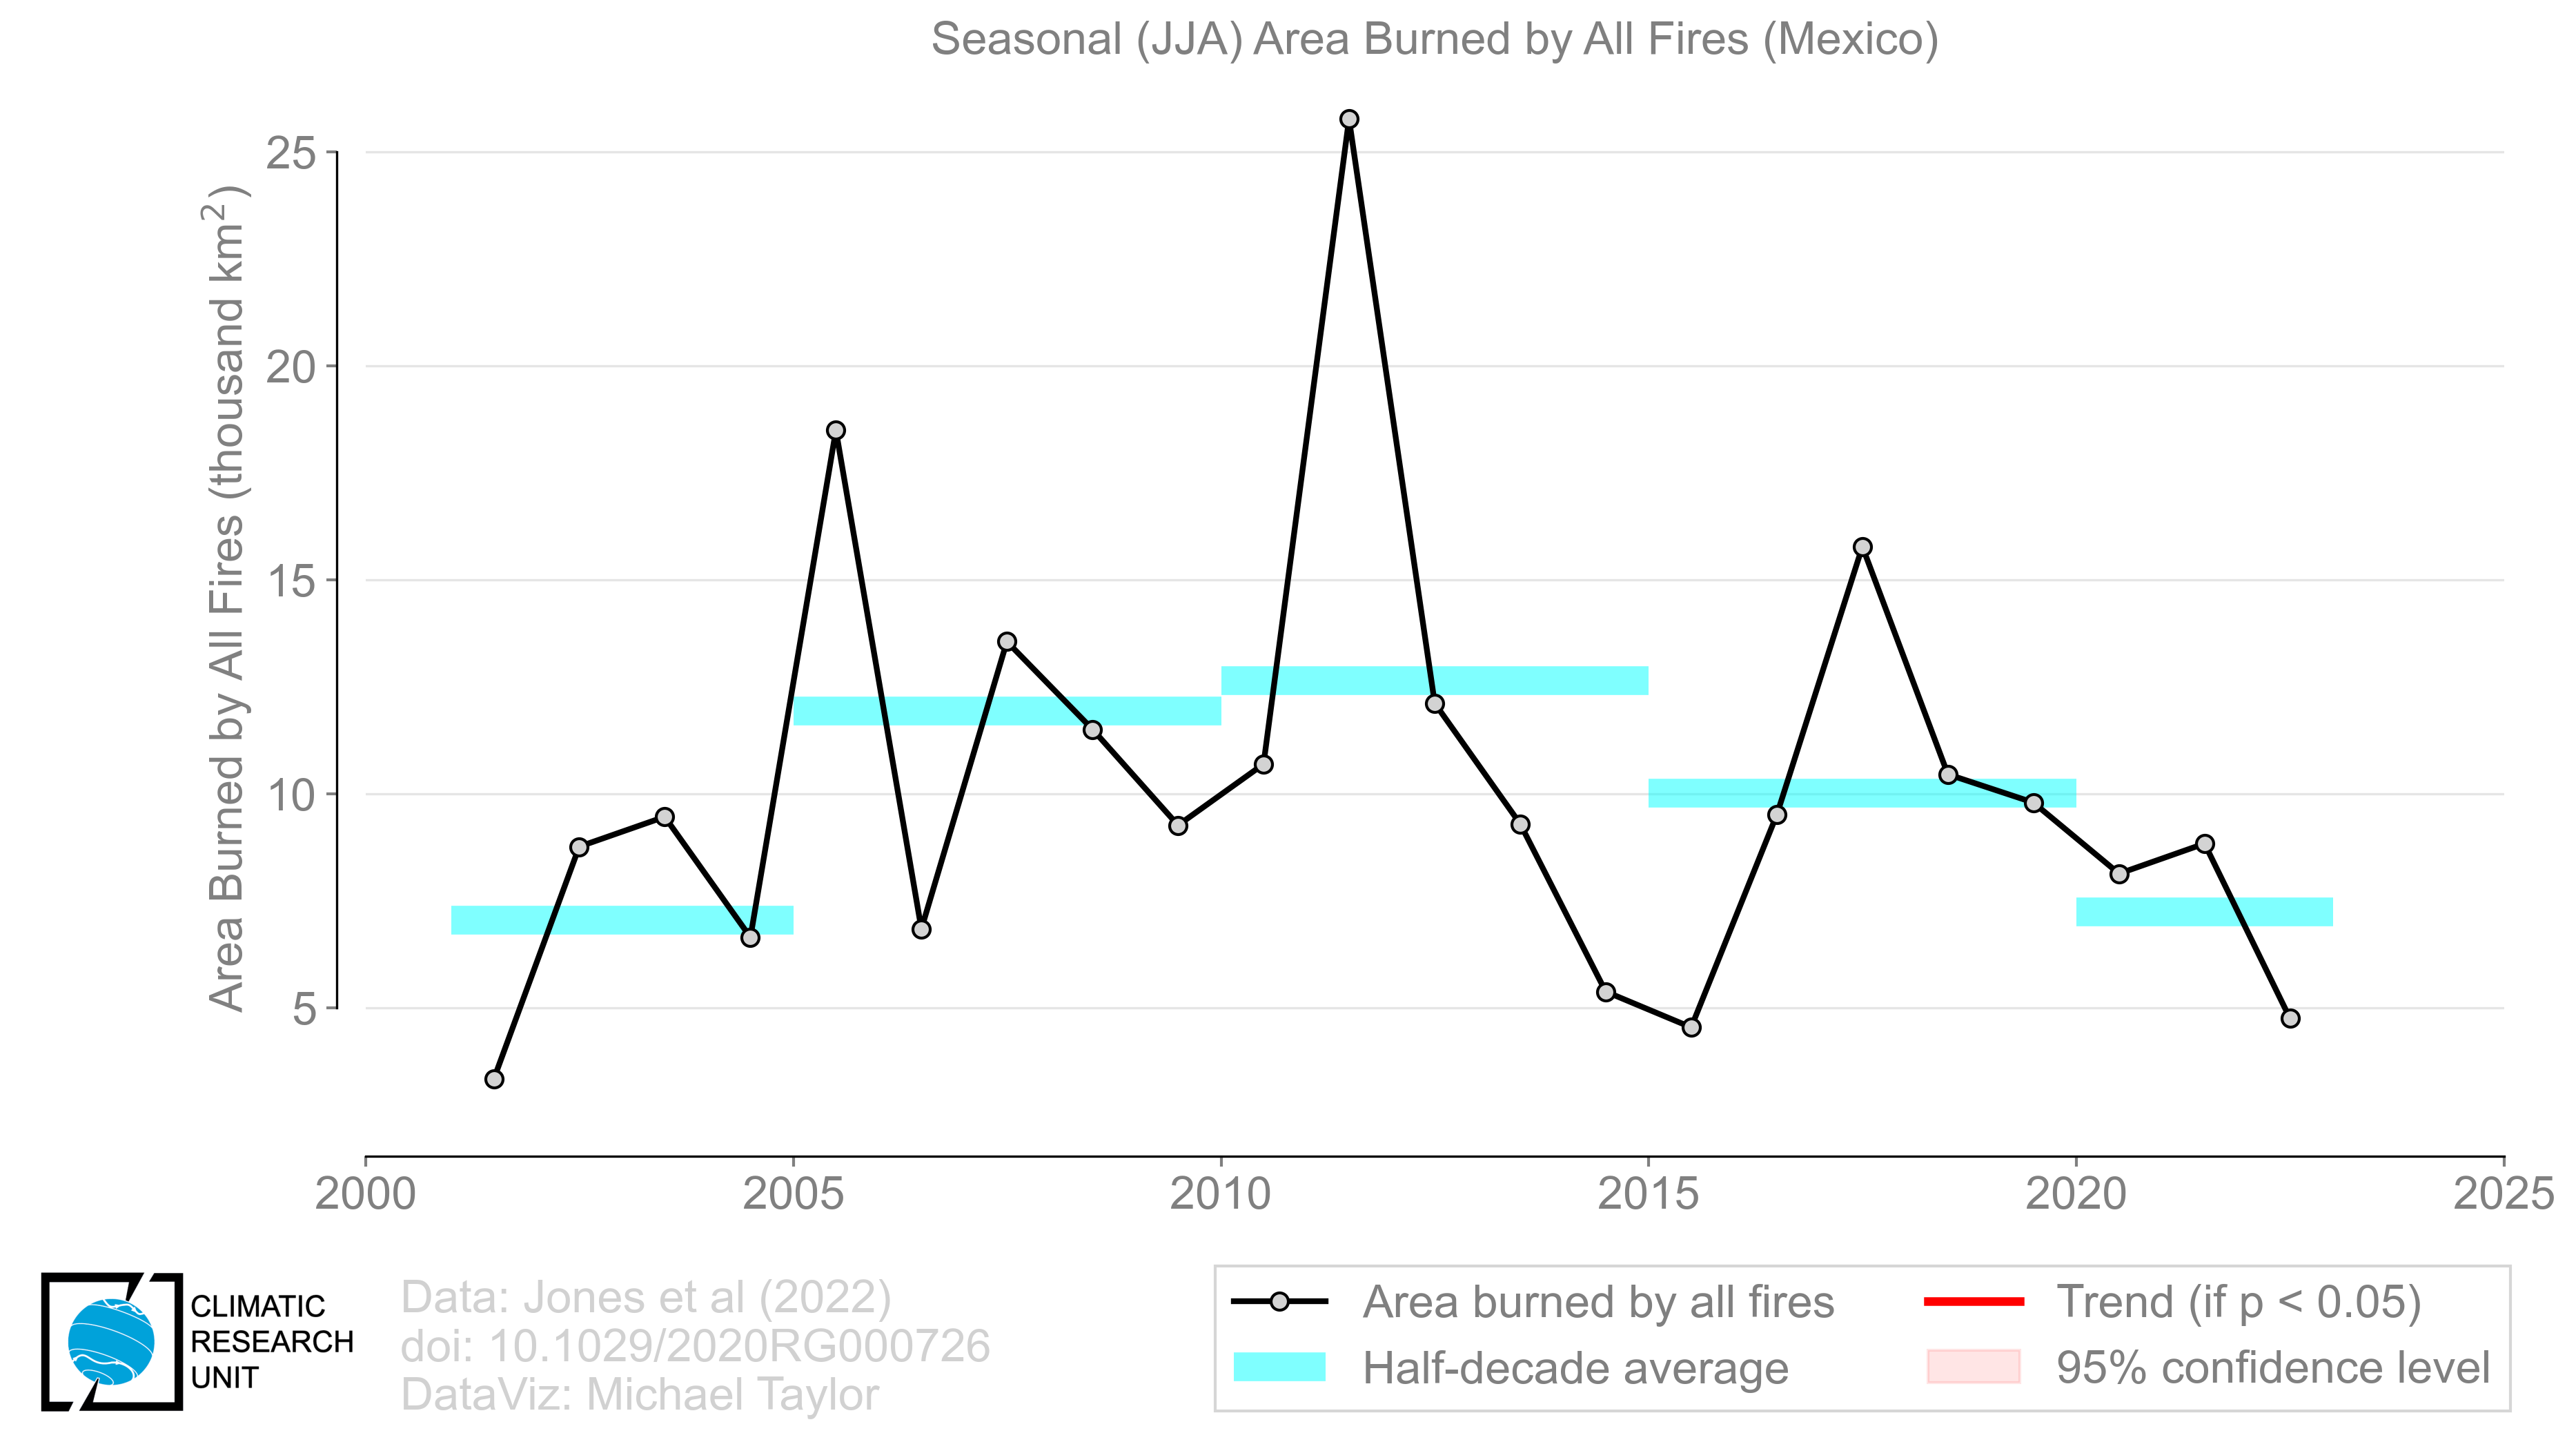 Seasonal (JJA) Area Burned by All Fires (Mexico)
Area Burned by All Fires (thousand km²)
25
20
15
10
5
2000
2005
2010
2015
2020
2025
CLIMATIC
RESEARCH
UNIT
Data: Jones et al (2022)
doi: 10.1029/2020RG000726
DataViz: Michael Taylor
Area burned by all fires
Half-decade average
Trend (if p < 0.05)
95% confidence level